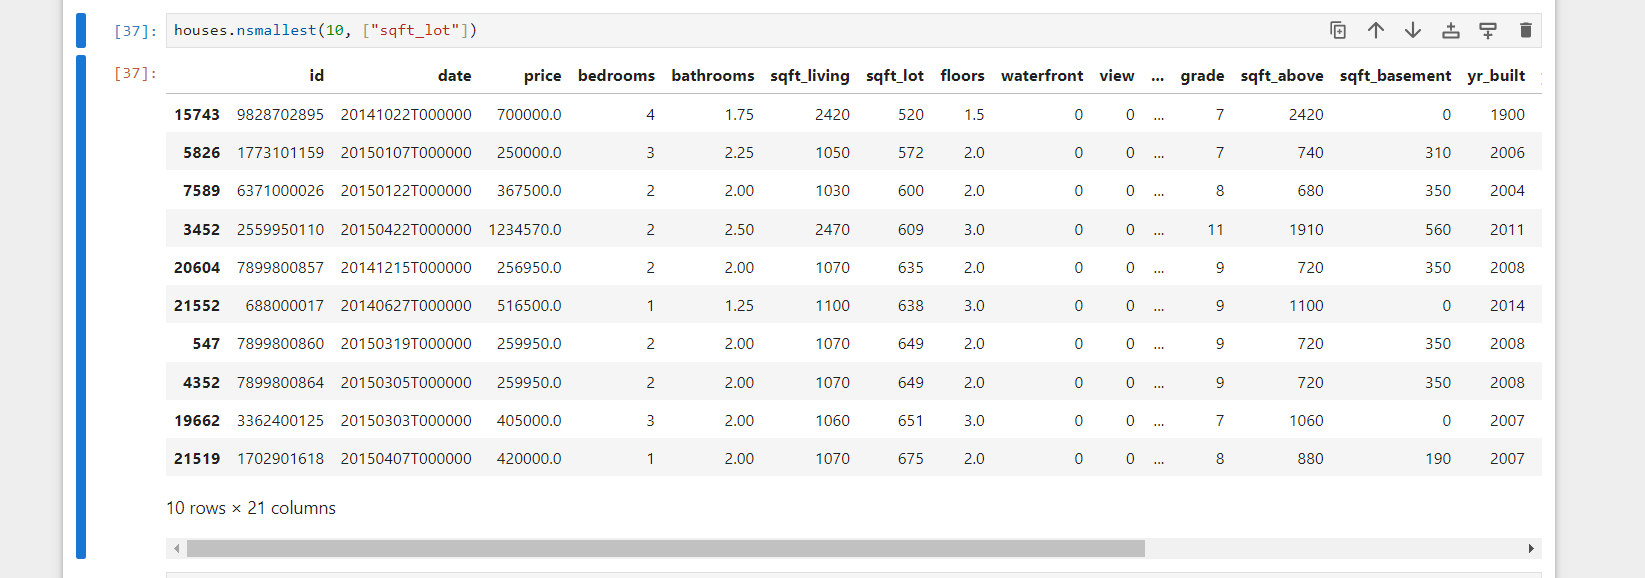 [37]: houses.nsmallest(10, ["sqft_lot"])
[37]: id date price bedrooms bathrooms sqft_living sqft_lot floors waterfront view ... grade sqft_above sqft_basement yr_built
15743 9828702895 20141022T000000 700000.0 4 1.75 2420 520 1.5 0 0 ... 7 2420 0 1900
5826 1773101159 20150107T000000 250000.0 3 2.25 1050 572 2.0 0 0 ... 7 740 310 2006
7589 6371000026 20150122T000000 367500.0 2 2.00 1030 600 2.0 0 0 ... 8 680 350 2004
3452 2559950110 20150422T000000 1234570.0 2 2.50 2470 609 3.0 0 0 ... 11 1910 560 2011
20604 7899800857 20141215T000000 256950.0 2 2.00 1070 635 2.0 0 0 ... 9 720 350 2008
21552 688000017 20140627T000000 516500.0 1 1.25 1100 638 3.0 0 0 ... 9 1100 0 2014
547 7899800860 20150319T000000 259950.0 2 2.00 1070 649 2.0 0 0 ... 9 720 350 2008
4352 7899800864 20150305T000000 259950.0 2 2.00 1070 649 2.0 0 0 ... 9 720 350 2008
19662 3362400125 20150303T000000 405000.0 3 2.00 1060 651 3.0 0 0 ... 7 1060 0 2007
21519 1702901618 20150407T000000 420000.0 1 2.00 1070 675 2.0 0 0 ... 8 880 190 2007
10 rows × 21 columns